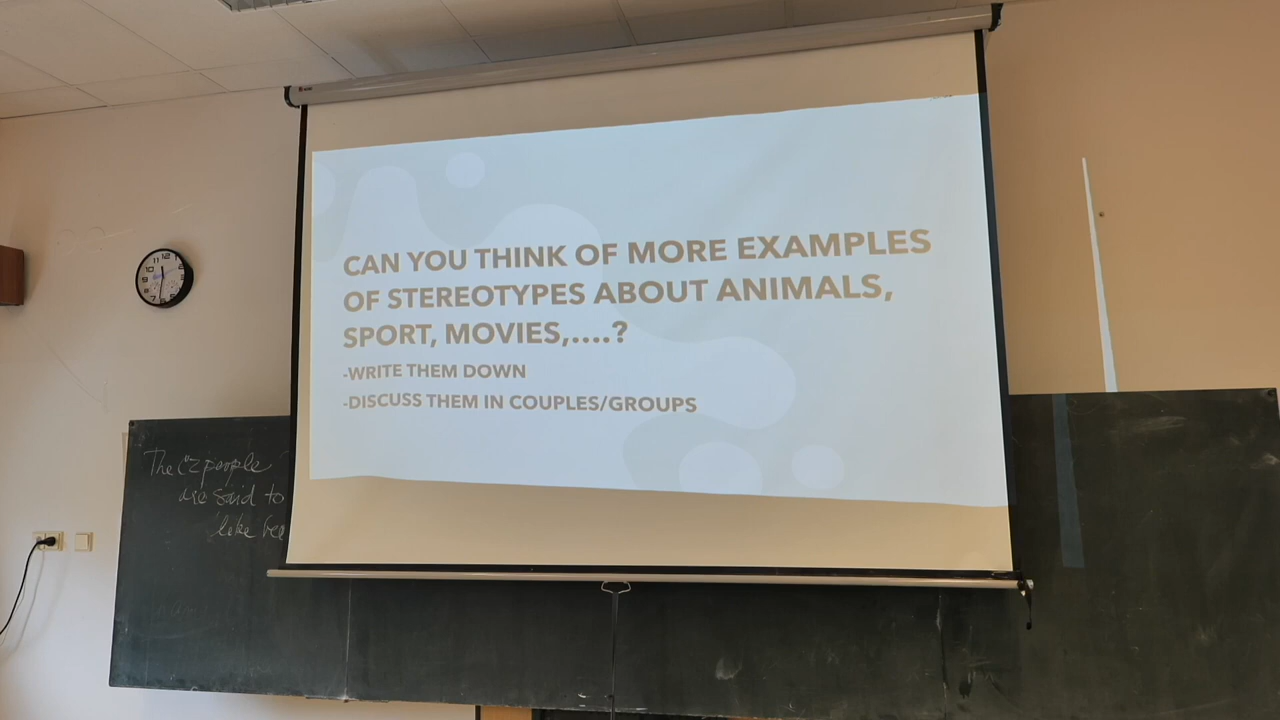 CAN YOU THINK OF MORE EXAMPLES
OF STEREOTYPES ABOUT ANIMALS,
SPORT, MOVIES,....?
-WRITE THEM DOWN
-DISCUSS THEM IN COUPLES/GROUPS
The CZ people
are said to
like